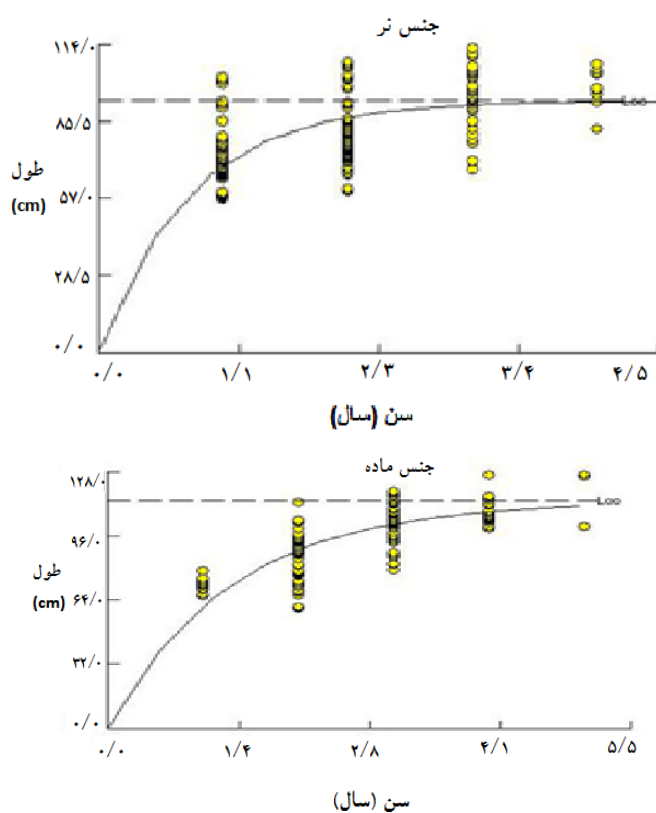 جنس نر
۱۱۴/۰
۸۵/۵
۵۷/۰
۲۸/۵
۰/۰
طول
(cm)
L∞
۰/۰ ۱/۱ ۲/۳ ۳/۴ ۴/۵
سن (سال)
جنس ماده
۱۲۸/۰
۹۶/۰
۶۴/۰
۳۲/۰
۰/۰
طول
(cm)
L∞
۰/۰ ۱/۴ ۲/۸ ۴/۱ ۵/۵
سن (سال)